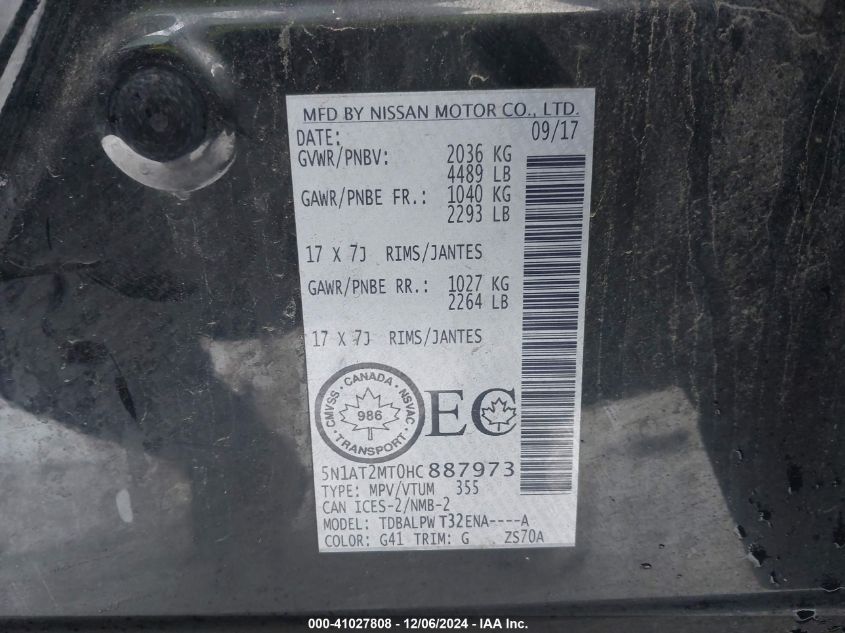 MFD BY NISSAN MOTOR CO., LTD.
DATE: 09/17
GVWR/PNBV: 2036 KG
4489 LB
GAWR/PNBE FR.: 1040 KG
2293 LB
17 X 7J RIMS/JANTES
GAWR/PNBE RR.: 1027 KG
2264 LB
17 X 7J RIMS/JANTES
CMVSS · CANADA · NSVAC
986
TRANSPORT
EC
5N1AT2MT0HC887973
TYPE: MPV/VTUM 355
CAN ICES-2/NMB-2
MODEL: TDBALPW T32ENA----A
COLOR: G41 TRIM: G ZS70A
000-41027808 - 12/06/2024 - IAA Inc.